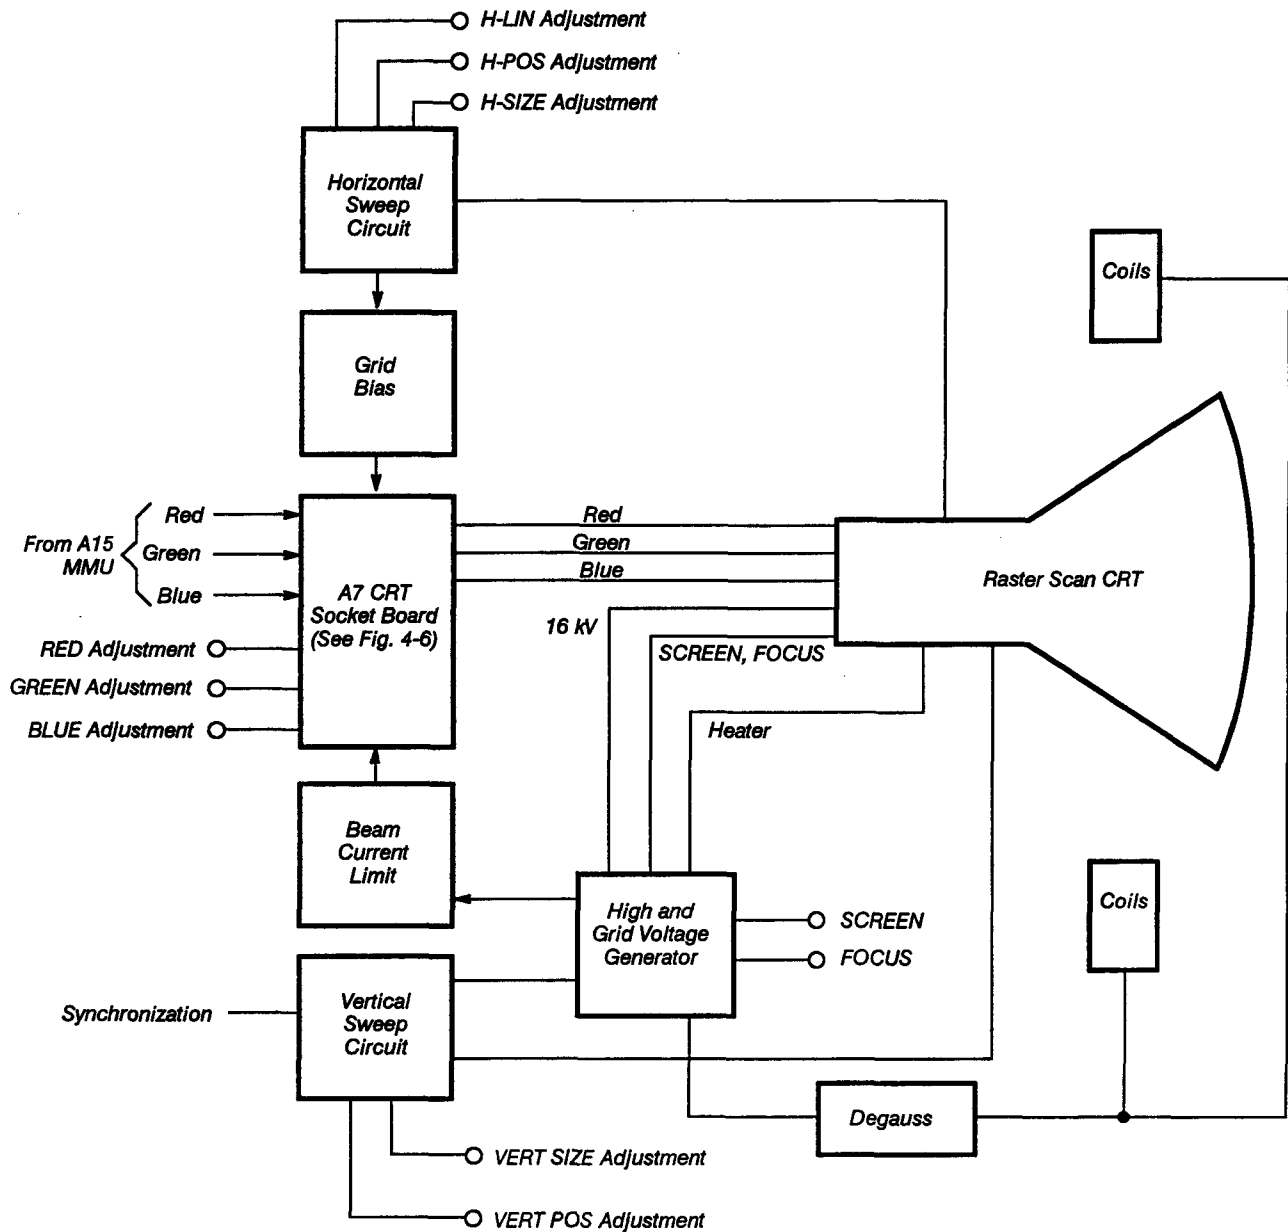 H-LIN Adjustment
H-POS Adjustment
H-SIZE Adjustment
Horizontal
Sweep
Circuit
Coils
Grid
Bias
Red
From A15
MMU
Green
Blue
A7 CRT
Socket Board
(See Fig. 4-6)
Red
Green
Blue
Raster Scan CRT
16 kV
SCREEN, FOCUS
Heater
RED Adjustment
GREEN Adjustment
BLUE Adjustment
Beam
Current
Limit
High and
Grid Voltage
Generator
SCREEN
FOCUS
Coils
Synchronization
Vertical
Sweep
Circuit
Degauss
VERT SIZE Adjustment
VERT POS Adjustment